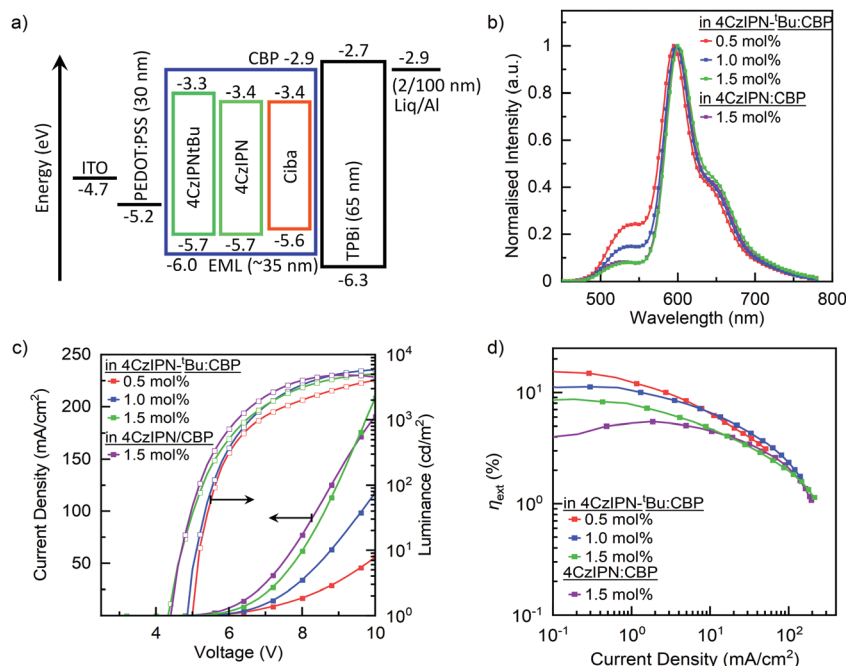 a)
Energy (eV)
ITO
-4.7
PEDOT:PSS (30 nm)
-5.2
CBP -2.9
-3.3
-3.4
-3.4
4CzIPNtBu
4CzIPN
Ciba
-5.7
-5.7
-5.6
-6.0
EML (~35 nm)
-2.7
TPBi (65 nm)
-6.3
-2.9
(2/100 nm)
Liq/Al
b)
Normalised Intensity (a.u.)
1
0.8
0.6
0.4
0.2
0
500 600 700 800
Wavelength (nm)
in 4CzIPN-ᵗBu:CBP
0.5 mol%
1.0 mol%
1.5 mol%
in 4CzIPN:CBP
1.5 mol%
c)
Current Density (mA/cm²)
250
225
200
175
150
125
100
75
50
25
4 6 8 10
Voltage (V)
10⁴
10³
10²
10¹
10⁰
Luminance (cd/m²)
in 4CzIPN-ᵗBu:CBP
0.5 mol%
1.0 mol%
1.5 mol%
in 4CzIPN/CBP
1.5 mol%
d)
ηext (%)
10¹
10⁰
10⁻¹
10⁻¹ 10⁰ 10¹ 10²
Current Density (mA/cm²)
in 4CzIPN-ᵗBu:CBP
0.5 mol%
1.0 mol%
1.5 mol%
4CzIPN:CBP
1.5 mol%